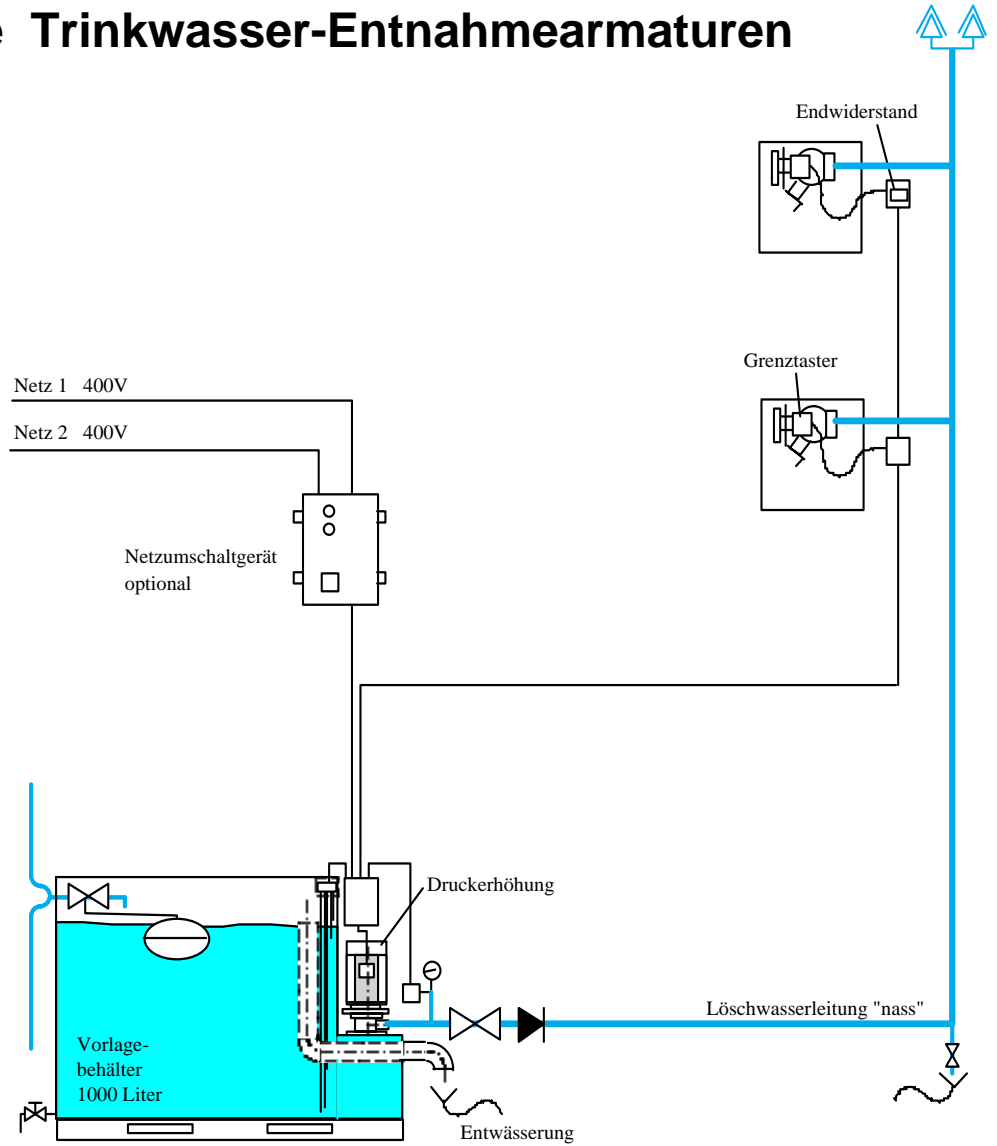 Trinkwasser-Entnahmearmaturen
Endwiderstand
Grenztaster
Netz 1 400V
Netz 2 400V
Netzumschaltgerät
optional
Druckerhöhung
Löschwasserleitung "nass"
Vorlage-
behälter
1000 Liter
Entwässerung